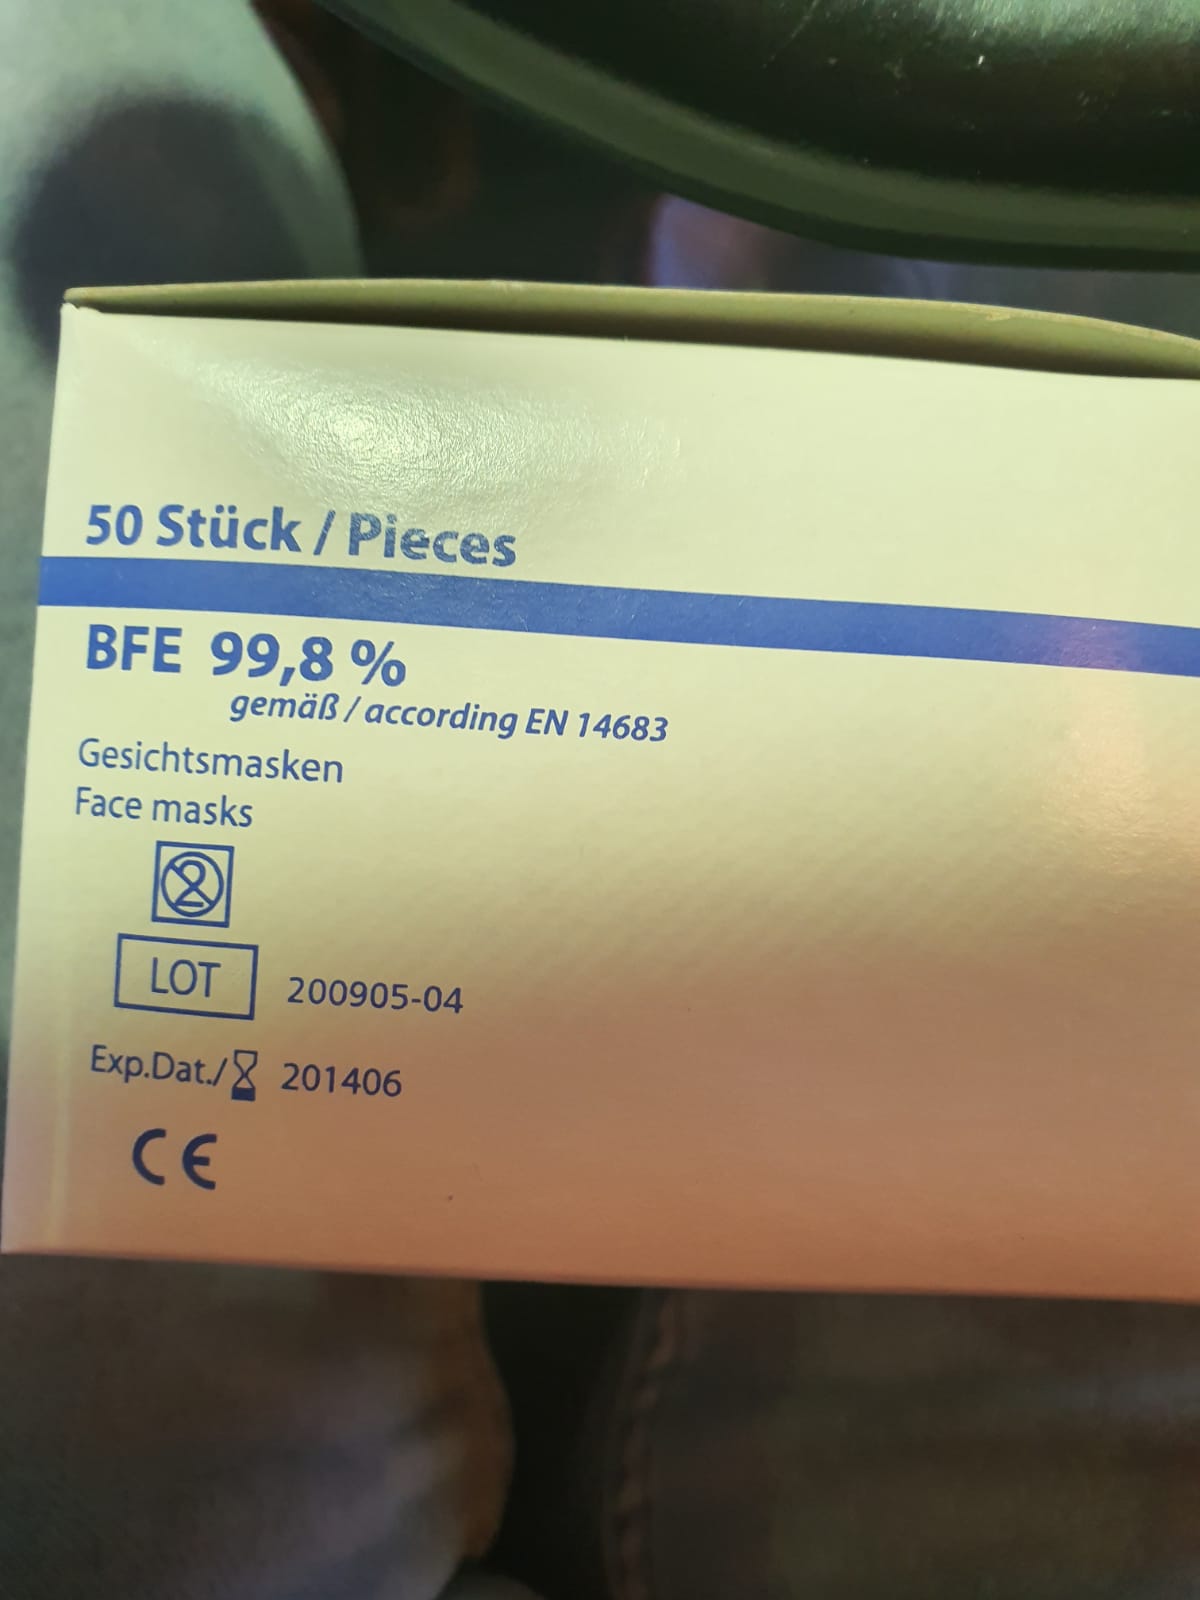 50 Stück / Pieces
BFE 99,8 %
gemäß / according EN 14683
Gesichtsmasken
Face masks
2
LOT 200905-04
Exp.Dat./ 201406
CE